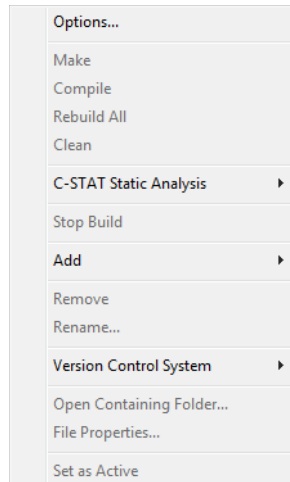 Options...
Make
Compile
Rebuild All
Clean
C-STAT Static Analysis
Stop Build
Add
Remove
Rename...
Version Control System
Open Containing Folder...
File Properties...
Set as Active